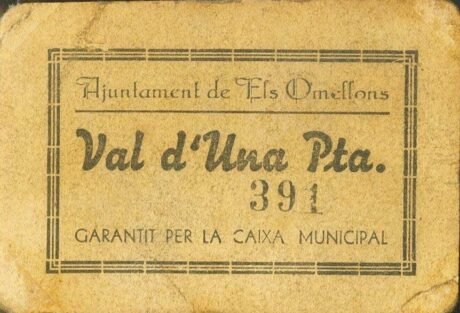 Ajuntament de Els Omellons
Val d'Una Pta.
391
GARANTIT PER LA CAIXA MUNICIPAL